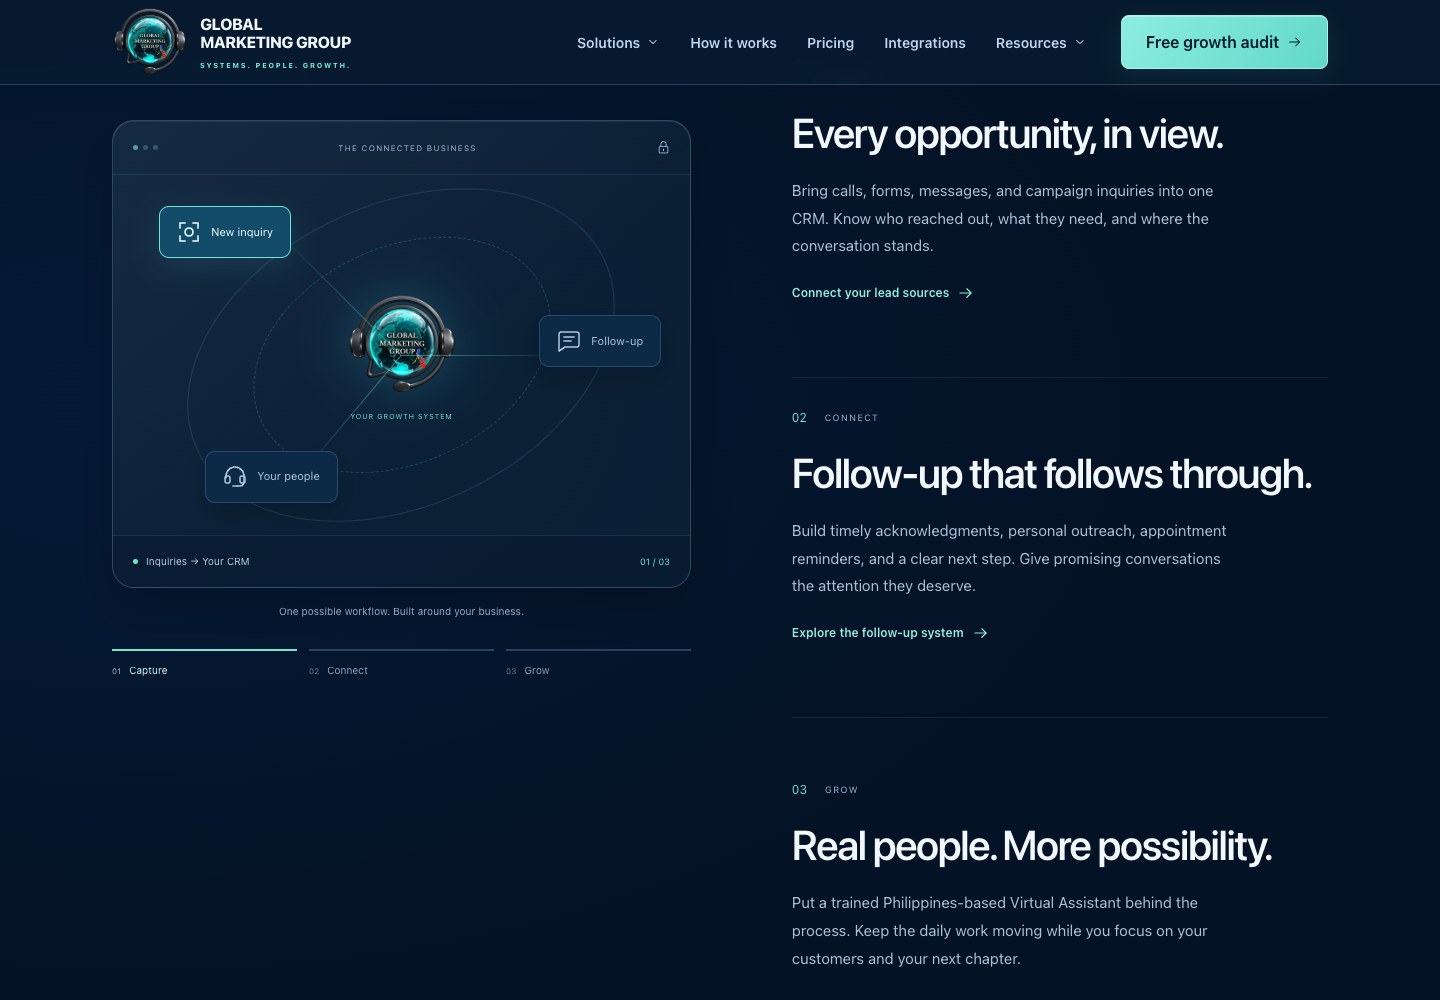 GLOBAL
MARKETING GROUP
SYSTEMS. PEOPLE. GROWTH.
Solutions
How it works
Pricing
Integrations
Resources
Free growth audit →
THE CONNECTED BUSINESS
New inquiry
GLOBAL
MARKETING
GROUP
Follow-up
YOUR GROWTH SYSTEM
Your people
Inquiries → Your CRM
01 / 03
One possible workflow. Built around your business.
01 Capture
02 Connect
03 Grow
Every opportunity, in view.
Bring calls, forms, messages, and campaign inquiries into one
CRM. Know who reached out, what they need, and where the
conversation stands.
Connect your lead sources →
02 CONNECT
Follow-up that follows through.
Build timely acknowledgments, personal outreach, appointment
reminders, and a clear next step. Give promising conversations
the attention they deserve.
Explore the follow-up system →
03 GROW
Real people. More possibility.
Put a trained Philippines-based Virtual Assistant behind the
process. Keep the daily work moving while you focus on your
customers and your next chapter.